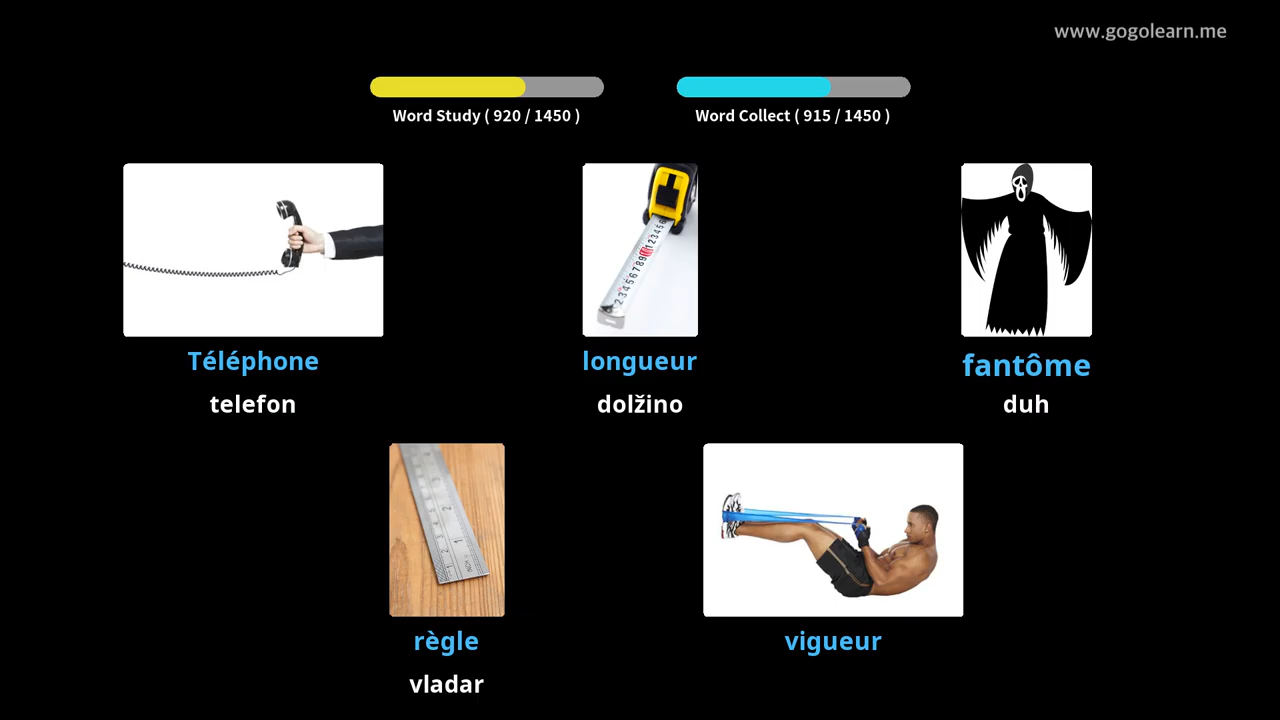 www.gogolearn.me
Word Study ( 920 / 1450 )
Word Collect ( 915 / 1450 )
Téléphone
telefon
longueur
dolžino
fantôme
duh
règle
vladar
vigueur